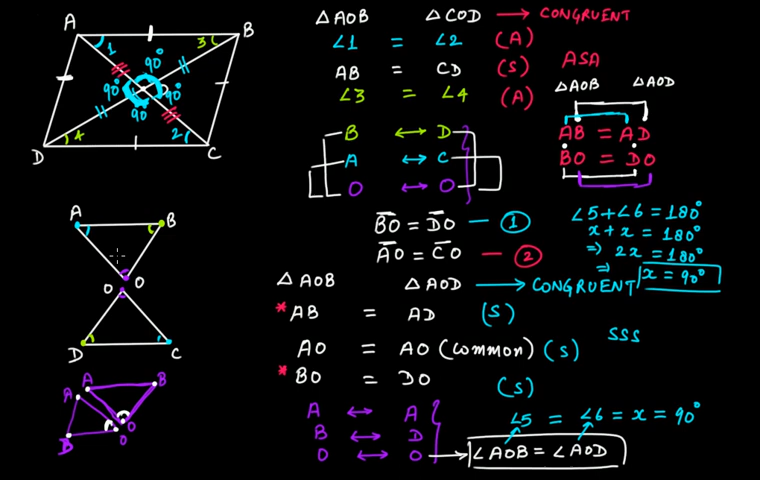 △AOB △COD → CONGRUENT
∠1 = ∠2 (A)
AB = CD (S)
∠3 = ∠4 (A)
ASA
B ↔ D
A ↔ C
O ↔ O
△AOB △AOD
AB = AD
BO = DO
BO̅ = DO̅ — ①
AO̅ = CO̅ — ②
∠5 + ∠6 = 180°
x + x = 180°
⇒ 2x = 180°
⇒ x = 90°
△AOB △AOD → CONGRUENT
*AB = AD (S)
AO = AO (common) (S)
*BO = DO (S)
SSS
A ↔ A
B ↔ D
O ↔ O → ∠AOB = ∠AOD
∠5 = ∠6 = x = 90°
A B
1 3
90°
90° 90°
90
4 2
D C
A B
O
O
D C
A A B
O
B O